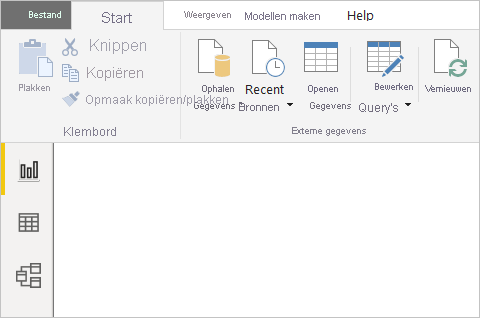 Bestand Start Weergeven Modellen maken Help
Knippen
Kopiëren
Opmaak kopiëren/plakken
Plakken
Klembord
Ophalen
Gegevens
Recent
Bronnen
Openen
Gegevens
Bewerken
Query's
Vernieuwen
Externe gegevens